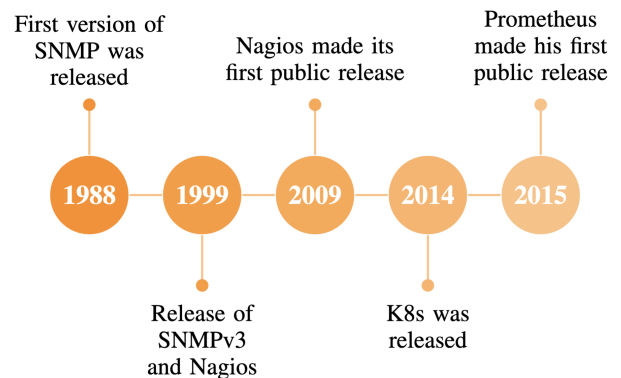 First version of
SNMP was
released
Nagios made its
first public release
Prometheus
made his first
public release
1988
1999
2009
2014
2015
Release of
SNMPv3
and Nagios
K8s was
released